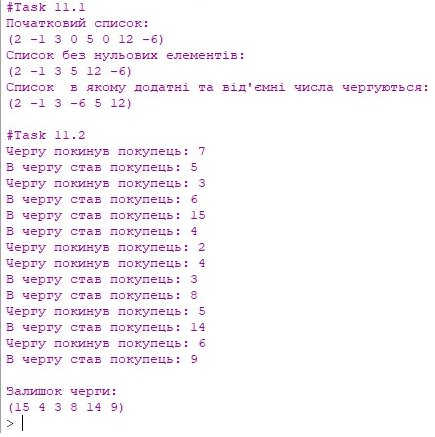 #Task 11.1
Початковий список:
(2 -1 3 0 5 0 12 -6)
Список без нульових елементів:
(2 -1 3 5 12 -6)
Список  в якому додатні та від'ємні числа чергуються:
(2 -1 3 -6 5 12)
#Task 11.2
Чергу покинув покупець: 7
В чергу став покупець: 5
Чергу покинув покупець: 3
В чергу став покупець: 6
В чергу став покупець: 15
В чергу став покупець: 4
Чергу покинув покупець: 2
Чергу покинув покупець: 4
В чергу став покупець: 3
В чергу став покупець: 8
Чергу покинув покупець: 5
В чергу став покупець: 14
Чергу покинув покупець: 6
В чергу став покупець: 9
Залишок черги:
(15 4 3 8 14 9)
>